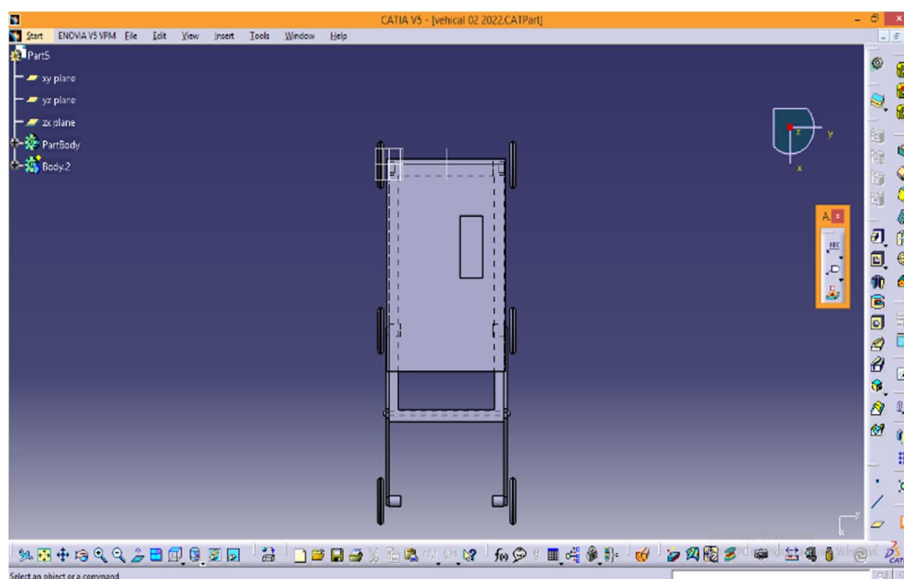 CATIA V5 - [vehical 02 2022.CATPart]
Start ENOVIA V5 VPM File Edit View Insert Tools Window Help
Part5
xy plane
yz plane
zx plane
PartBody
Body.2
z
y
x
A..
f(x)
CATIA
Select an object or a command